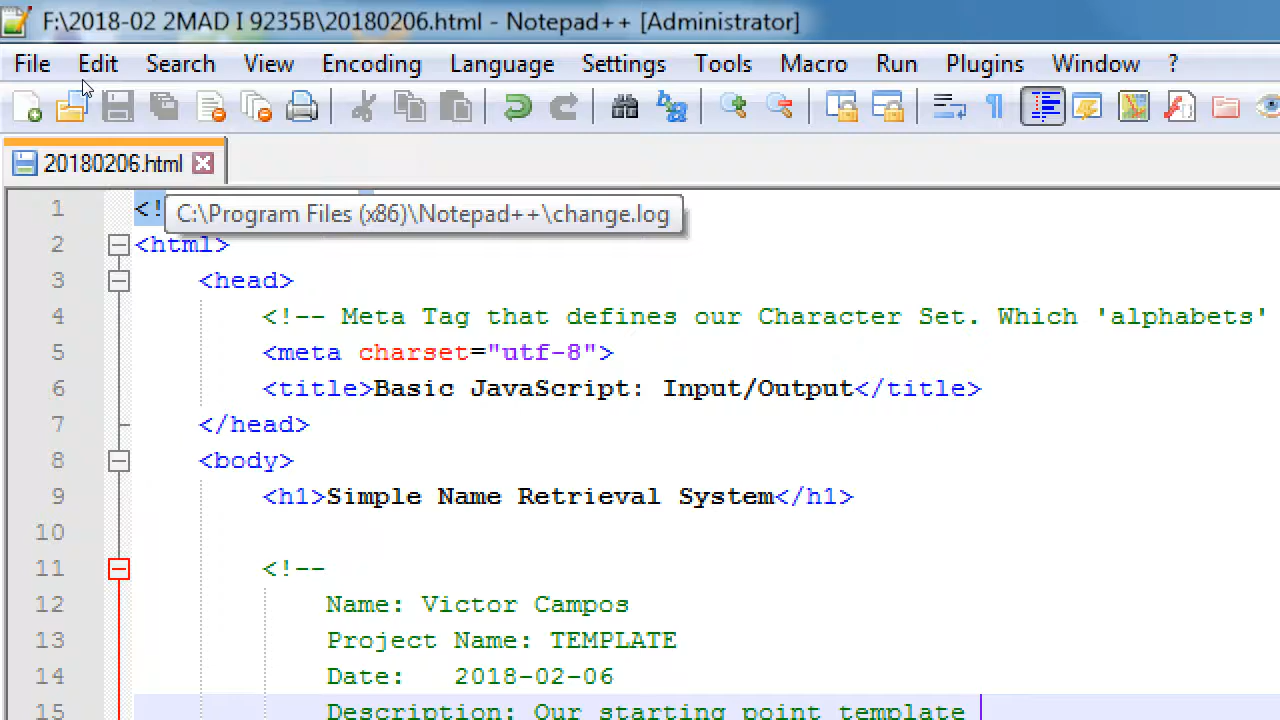 F:\2018-02 2MAD I 9235B\20180206.html - Notepad++ [Administrator]
File Edit Search View Encoding Language Settings Tools Macro Run Plugins Window ?
20180206.html
1 <!
C:\Program Files (x86)\Notepad++\change.log
2 <html>
3 <head>
4 <!-- Meta Tag that defines our Character Set. Which 'alphabets'
5 <meta charset="utf-8">
6 <title>Basic JavaScript: Input/Output</title>
7 </head>
8 <body>
9 <h1>Simple Name Retrieval System</h1>
10
11 <!--
12 Name: Victor Campos
13 Project Name: TEMPLATE
14 Date: 2018-02-06
15 Description: Our starting point template